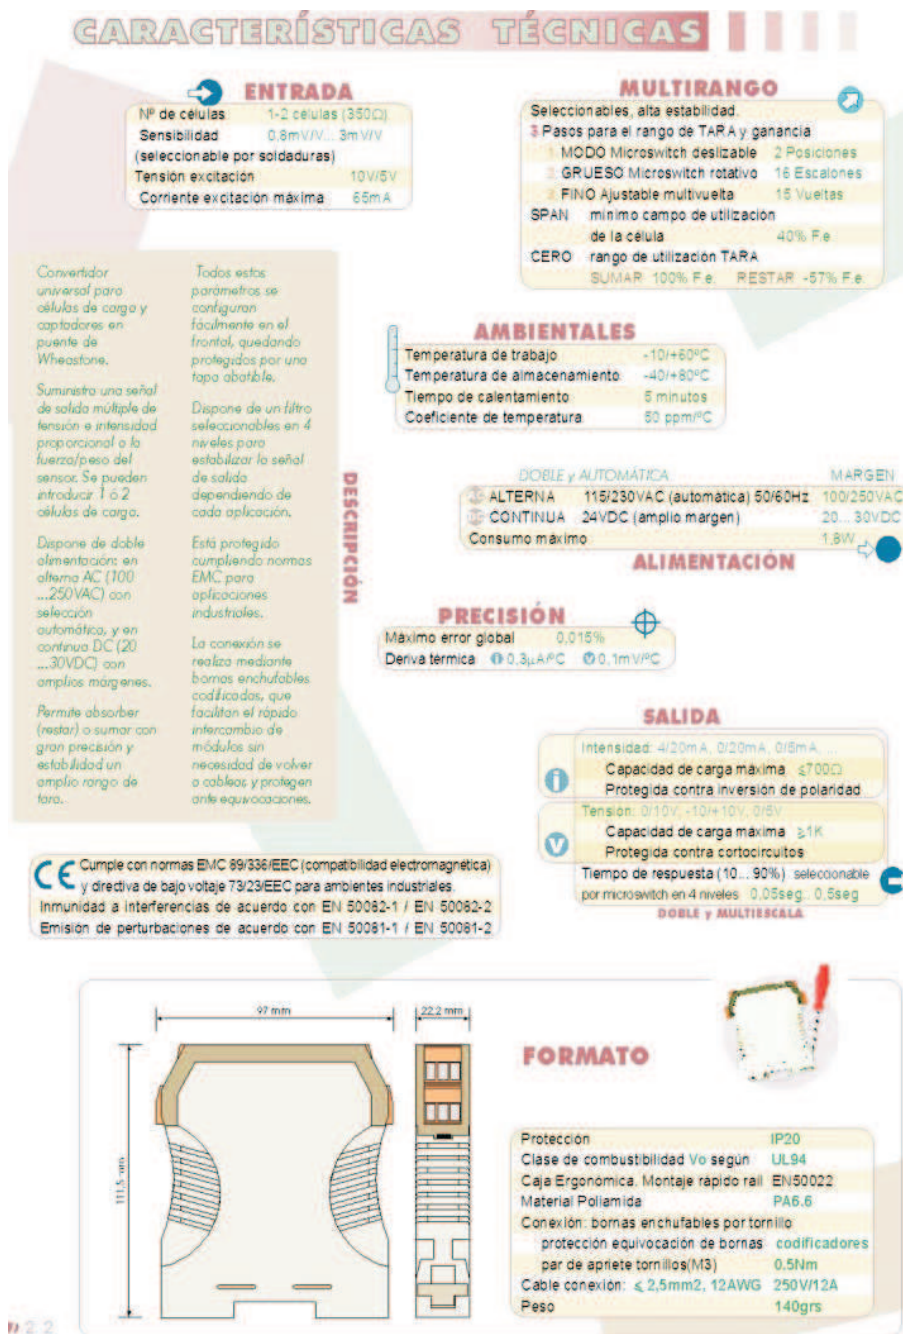 CARACTERÍSTICAS TÉCNICAS
ENTRADA
Nº de células 1-2 células (350Ω)
Sensibilidad 0.8mV/V... 3mV/V
(seleccionable por soldaduras)
Tensión excitación 10V/5V
Corriente excitación máxima 65mA
MULTIRANGO
Seleccionables, alta estabilidad.
3 Pasos para el rango de TARA y ganancia
1. MODO Microswitch deslizable 2 Posiciones
2. GRUESO Microswitch rotativo 16 Escalones
3. FINO Ajustable multivuelta 15 Vueltas
SPAN mínimo campo de utilización
de la célula 40% F.e.
CERO rango de utilización TARA
SUMAR 100% F.e. RESTAR -57% F.e.
Convertidor
universal para
células de carga y
captadores en
puente de
Wheastone.
Suministra una señal
de salida múltiple de
tensión e intensidad
proporcional a la
fuerza/peso del
sensor. Se pueden
introducir 1 ó 2
células de carga.
Dispone de doble
alimentación: en
alterna AC (100
...250VAC) con
selección
automática, y en
continua DC (20
...30VDC) con
amplios márgenes.
Permite absorber
(restar) o sumar con
gran precisión y
estabilidad un
amplio rango de
tara.
Todos estos
parámetros se
configuran
fácilmente en el
frontal, quedando
protegidos por una
tapa abatible.
Dispone de un filtro
seleccionables en 4
niveles para
estabilizar la señal
de salida
dependiendo de
cada aplicación.
Está protegido
cumpliendo normas
EMC para
aplicaciones
industriales.
La conexión se
realiza mediante
bornas enchufables
codificadas, que
facilitan el rápido
intercambio de
módulos sin
necesidad de volver
a cablear, y protegen
ante equivocaciones.
DESCRIPCIÓN
AMBIENTALES
Temperatura de trabajo -10/+60ºC
Temperatura de almacenamiento -40/+80ºC
Tiempo de calentamiento 5 minutos
Coeficiente de temperatura 50 ppm/ºC
DOBLE y AUTOMÁTICA MARGEN
ALTERNA 115/230VAC (automática) 50/60Hz 100/250VAC
CONTINUA 24VDC (amplio margen) 20...30VDC
Consumo máximo 1,8W
ALIMENTACIÓN
PRECISIÓN
Máximo error global 0,015%
Deriva térmica I 0,3µA/ºC V 0,1mV/ºC
SALIDA
Intensidad: 4/20mA, 0/20mA, 0/5mA, ...
Capacidad de carga máxima ≤700Ω
Protegida contra inversión de polaridad
i
Tensión: 0/10V, -10/+10V, 0/5V
Capacidad de carga máxima ≥1K
Protegida contra cortocircuitos
V
Tiempo de respuesta (10...90%) seleccionable
por microswitch en 4 niveles 0,05seg.. 0,5seg
DOBLE y MULTIESCALA
CE Cumple con normas EMC 89/336/EEC (compatibilidad electromagnética)
y directiva de bajo voltaje 73/23/EEC para ambientes industriales.
Inmunidad a interferencias de acuerdo con EN 50082-1 / EN 50082-2
Emisión de perturbaciones de acuerdo con EN 50081-1 / EN 50081-2
97 mm
22,2 mm
111,5 mm
FORMATO
Protección IP20
Clase de combustibilidad Vo según UL94
Caja Ergonómica. Montaje rápido rail EN50022
Material Poliamida PA6.6
Conexión: bornas enchufables por tornillo
protección equivocación de bornas codificadores
par de apriete tornillos(M3) 0.5Nm
Cable conexión: ≤ 2,5mm2, 12AWG 250V/12A
Peso 140grs
2.2